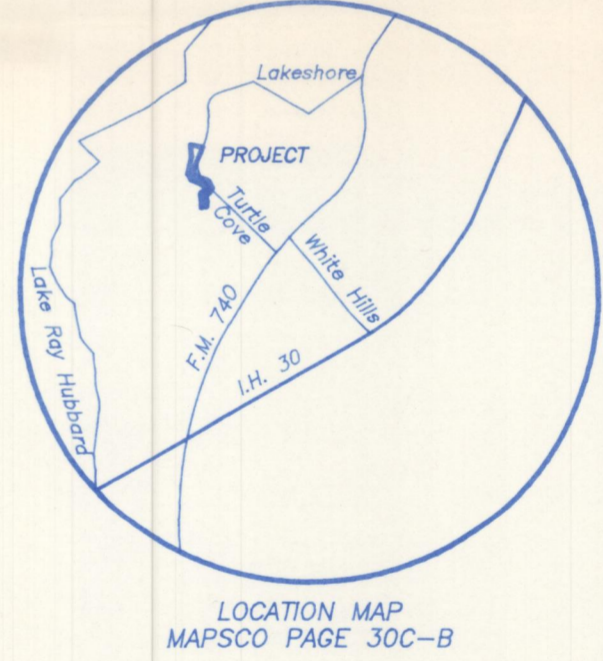 Lakeshore
PROJECT
Turtle
Cove
White Hills
Lake Ray Hubbard
F.M. 740
I.H. 30
LOCATION MAP
MAPSCO PAGE 30C-B